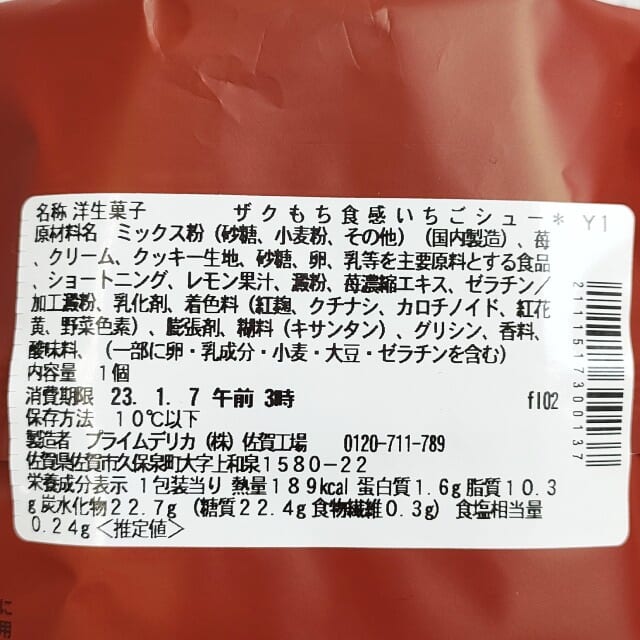 名称 洋生菓子 ザクもち食感いちごシュー* Y1
原材料名 ミックス粉（砂糖、小麦粉、その他）（国内製造）、苺
、クリーム、クッキー生地、砂糖、卵、乳等を主要原料とする食品
、ショートニング、レモン果汁、澱粉、苺濃縮エキス、ゼラチン／
加工澱粉、乳化剤、着色料（紅麹、クチナシ、カロチノイド、紅花
黄、野菜色素）、膨張剤、糊料（キサンタン）、グリシン、香料、
酸味料、（一部に卵・乳成分・小麦・大豆・ゼラチンを含む）
内容量 1個
消費期限 23. 1. 7 午前 3時 f102
保存方法 10℃以下
製造者 プライムデリカ（株）佐賀工場 0120-711-789
佐賀県佐賀市久保泉町大字上和泉1580-22
栄養成分表示 1包装当り 熱量189kcal 蛋白質1.6g 脂質10.3
g 炭水化物22.7g （糖質22.4g 食物繊維0.3g） 食塩相当量
0.24g＜推定値＞
2111517300137
に
用